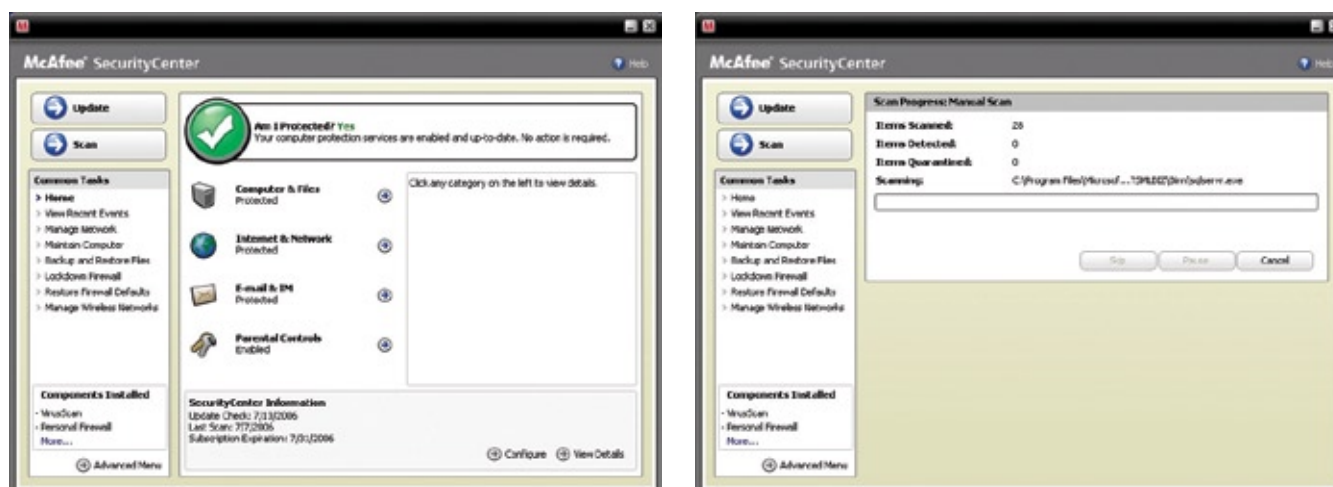 McAfee® SecurityCenter
Help
Update
Scan
Common Tasks
Home
View Recent Events
Manage Network
Maintain Computer
Backup and Restore Files
Lockdown Firewall
Restore Firewall Defaults
Manage Wireless Networks
Components Installed
- VirusScan
- Personal Firewall
More...
Advanced Menu
Am I Protected? Yes
Your computer protection services are enabled and up-to-date. No action is required.
Computer & Files
Protected
Internet & Network
Protected
E-mail & IM
Protected
Parental Controls
Enabled
Click any category on the left to view details.
SecurityCenter Information
Update Check: 7/13/2006
Last Scan: 7/7/2006
Subscription Expiration: 7/31/2006
Configure
View Details
McAfee® SecurityCenter
Help
Update
Scan
Common Tasks
Home
View Recent Events
Manage Network
Maintain Computer
Backup and Restore Files
Lockdown Firewall
Restore Firewall Defaults
Manage Wireless Networks
Components Installed
- VirusScan
- Personal Firewall
More...
Advanced Menu
Scan Progress: Manual Scan
Items Scanned: 28
Items Detected: 0
Items Quarantined: 0
Scanning: C:\Program Files\Microsof...
Skip
Pause
Cancel